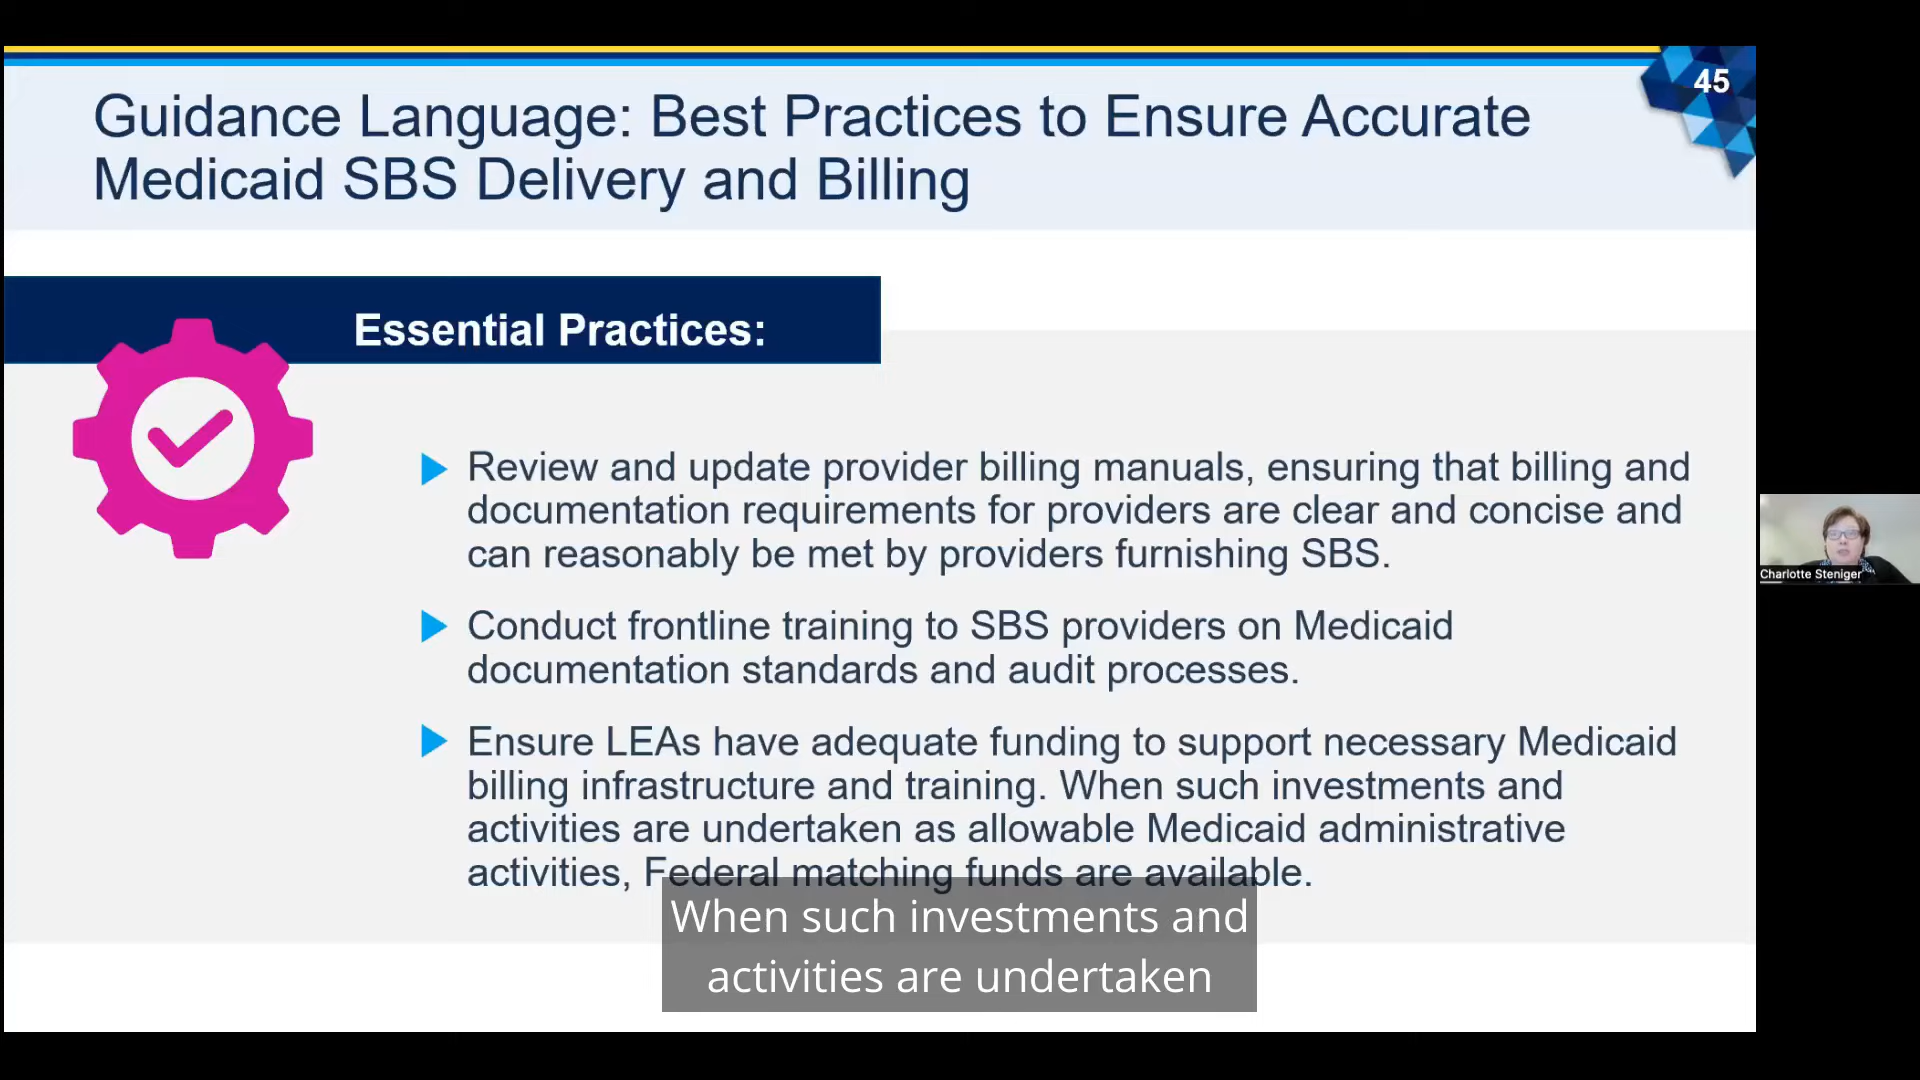 45
Guidance Language: Best Practices to Ensure Accurate
Medicaid SBS Delivery and Billing
Essential Practices:
Review and update provider billing manuals, ensuring that billing and
documentation requirements for providers are clear and concise and
can reasonably be met by providers furnishing SBS.
Conduct frontline training to SBS providers on Medicaid
documentation standards and audit processes.
Ensure LEAs have adequate funding to support necessary Medicaid
billing infrastructure and training. When such investments and
activities are undertaken as allowable Medicaid administrative
activities, Federal matching funds are available.
When such investments and
activities are undertaken
Charlotte Steniger